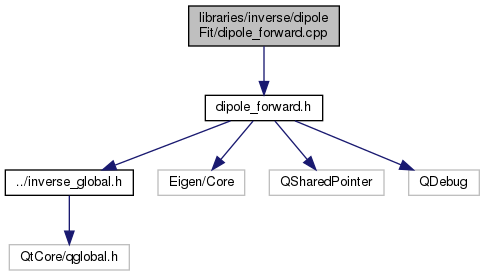 libraries/inverse/dipole
Fit/dipole_forward.cpp
dipole_forward.h
../inverse_global.h
Eigen/Core
QSharedPointer
QDebug
QtCore/qglobal.h